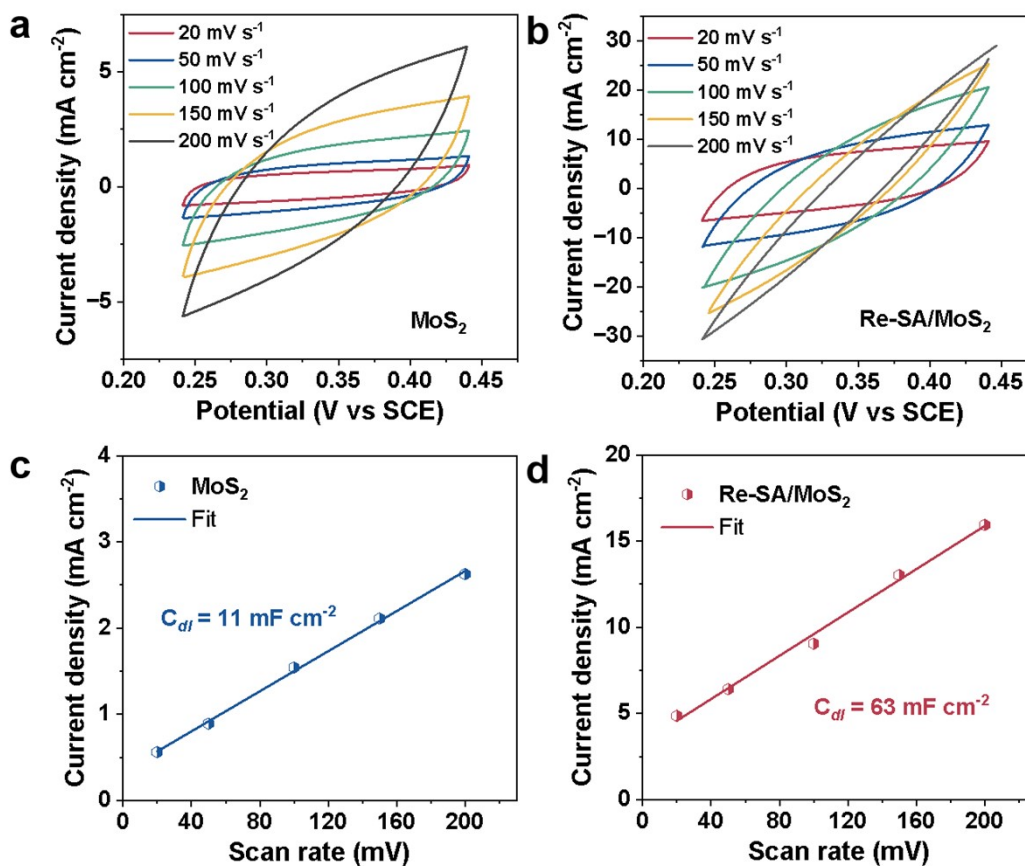 a
20 mV s⁻¹
50 mV s⁻¹
100 mV s⁻¹
150 mV s⁻¹
200 mV s⁻¹
MoS₂
Current density (mA cm⁻²)
5
0
−5
0.20 0.25 0.30 0.35 0.40 0.45
Potential (V vs SCE)
b
20 mV s⁻¹
50 mV s⁻¹
100 mV s⁻¹
150 mV s⁻¹
200 mV s⁻¹
Re-SA/MoS₂
Current density (mA cm⁻²)
30
20
10
0
−10
−20
−30
0.20 0.25 0.30 0.35 0.40 0.45
Potential (V vs SCE)
c
MoS₂
Fit
C_dl = 11 mF cm⁻²
Current density (mA cm⁻²)
4
3
2
1
0
0 40 80 120 160 200
Scan rate (mV)
d
Re-SA/MoS₂
Fit
C_dl = 63 mF cm⁻²
Current density (mA cm⁻²)
20
15
10
5
0
0 40 80 120 160 200
Scan rate (mV)